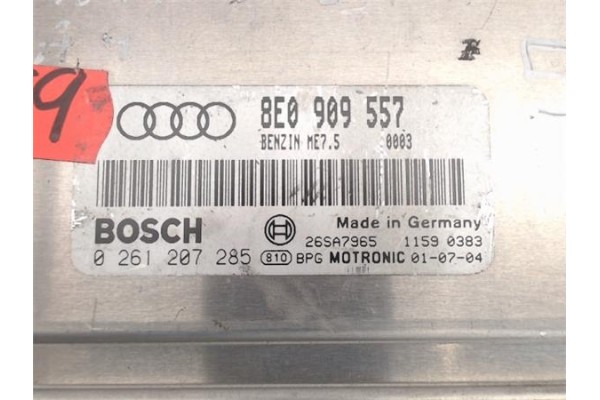 9
8E0 909 557
BENZIN ME7.5 0003
BOSCH
Made in Germany
26SA7965 1159 0383
0 261 207 285 810 BPG MOTRONIC 01-07-04